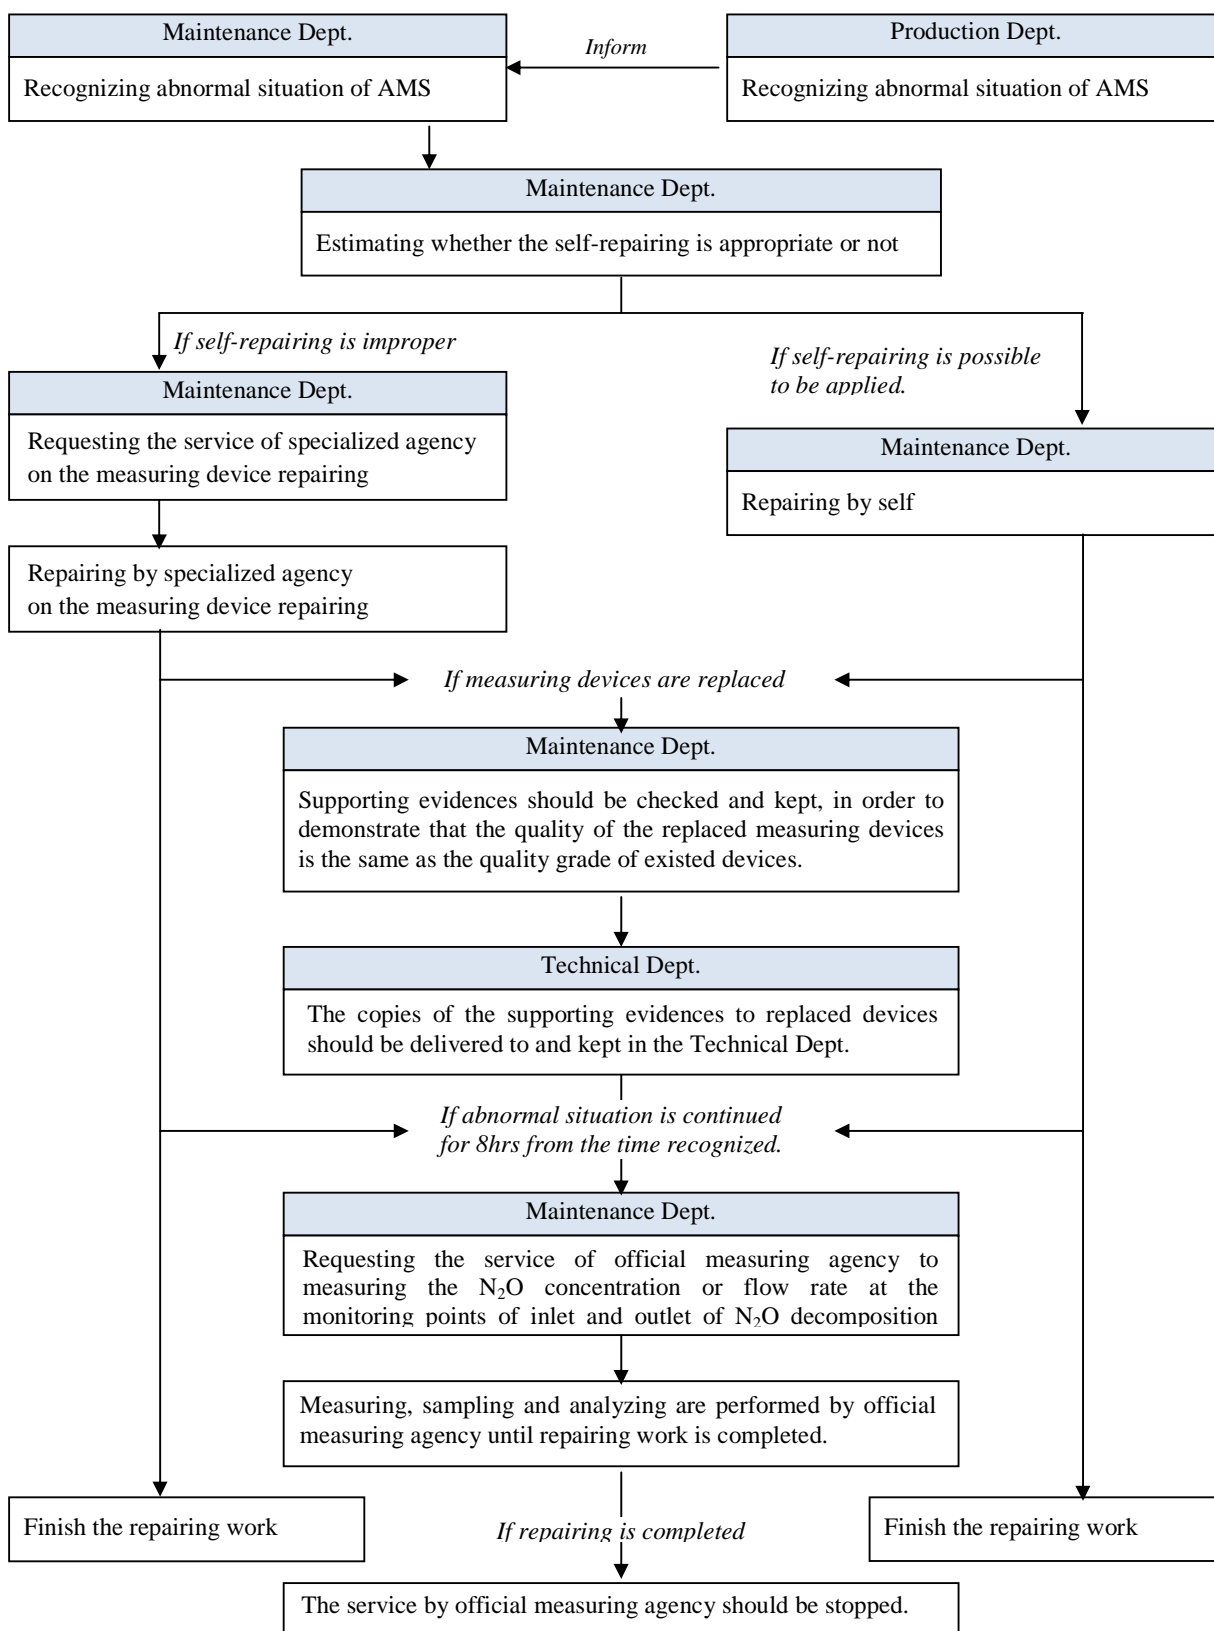 Maintenance Dept.
Recognizing abnormal situation of AMS
Inform
Production Dept.
Recognizing abnormal situation of AMS
Maintenance Dept.
Estimating whether the self-repairing is appropriate or not
If self-repairing is improper
If self-repairing is possible
to be applied.
Maintenance Dept.
Requesting the service of specialized agency
on the measuring device repairing
Maintenance Dept.
Repairing by self
Repairing by specialized agency
on the measuring device repairing
If measuring devices are replaced
Maintenance Dept.
Supporting evidences should be checked and kept, in order to
demonstrate that the quality of the replaced measuring devices
is the same as the quality grade of existed devices.
Technical Dept.
The copies of the supporting evidences to replaced devices
should be delivered to and kept in the Technical Dept.
If abnormal situation is continued
for 8hrs from the time recognized.
Maintenance Dept.
Requesting the service of official measuring agency to
measuring the N₂O concentration or flow rate at the
monitoring points of inlet and outlet of N₂O decomposition
Measuring, sampling and analyzing are performed by official
measuring agency until repairing work is completed.
Finish the repairing work
If repairing is completed
Finish the repairing work
The service by official measuring agency should be stopped.